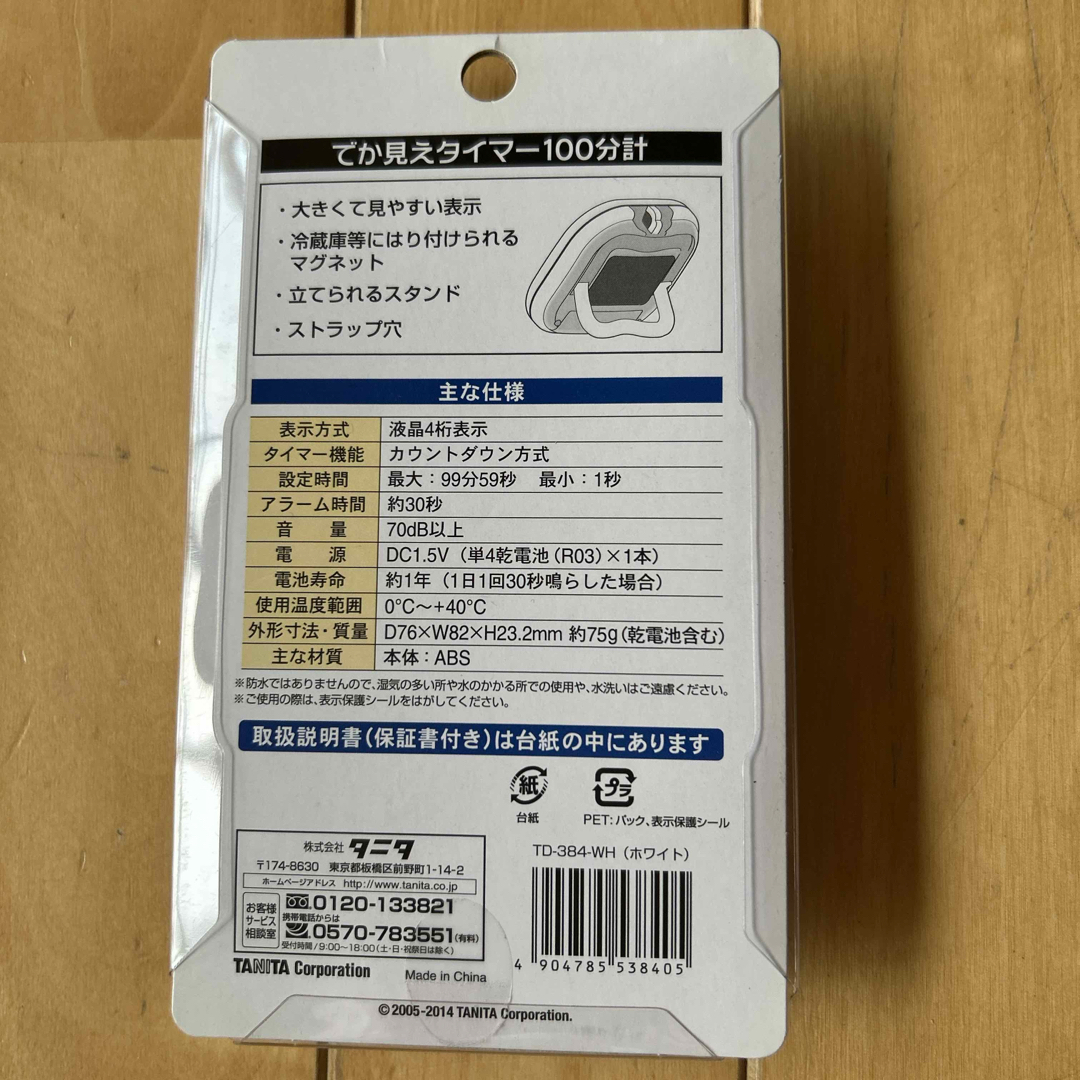 でか見えタイマー100分計
・大きくて見やすい表示
・冷蔵庫等にはり付けられる
マグネット
・立てられるスタンド
・ストラップ穴
主な仕様
表示方式 液晶4桁表示
タイマー機能 カウントダウン方式
設定時間 最大：99分59秒 最小：1秒
アラーム時間 約30秒
音 量 70dB以上
電 源 DC1.5V（単4乾電池（R03）×1本）
電池寿命 約1年（1日1回30秒鳴らした場合）
使用温度範囲 0℃〜+40℃
外形寸法・質量 D76×W82×H23.2mm 約75g（乾電池含む）
主な材質 本体：ABS
※防水ではありませんので、湿気の多い所や水のかかる所での使用や、水洗いはご遠慮ください。
※ご使用の際は、表示保護シールをはがしてください。
取扱説明書（保証書付き）は台紙の中にあります
紙
台紙
プラ
PET：パック、表示保護シール
株式会社 タニタ
〒174-8630 東京都板橋区前野町1-14-2
ホームページアドレス http://www.tanita.co.jp
お客様
サービス
相談室
0120-133821
携帯電話からは
0570-783551（有料）
受付時間/9:00〜18:00（土・日・祝祭日は除く）
TANITA Corporation
Made in China
TD-384-WH（ホワイト）
4 904785 538405
©2005-2014 TANITA Corporation.